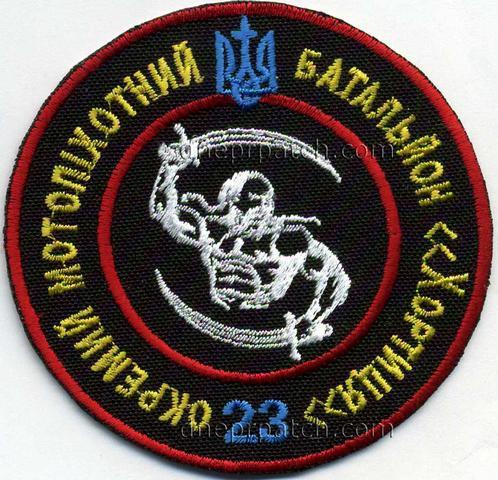 ОКРЕМИЙ МОТОПІХОТНИЙ БАТАЛЬЙОН «ХОРТИЦЯ»
23
dneprpatch.com
dneprpatch.com